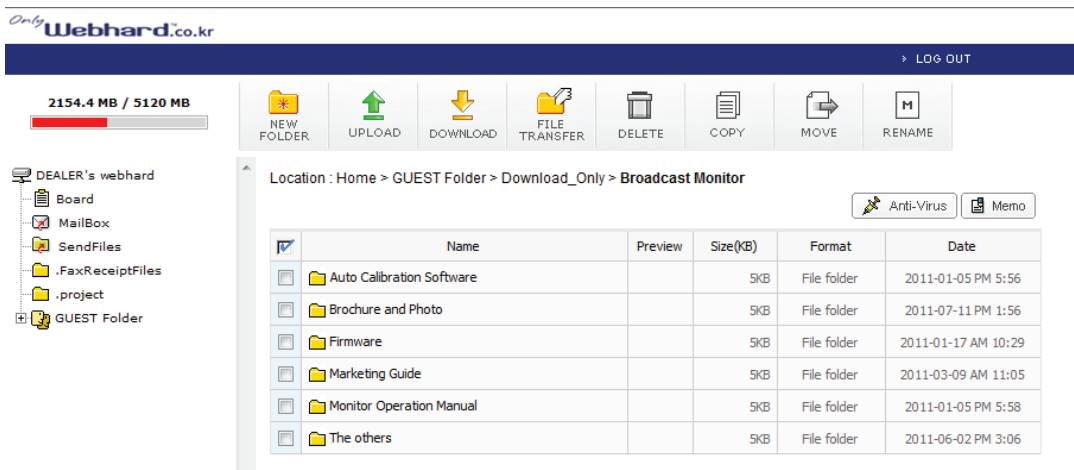 Only Webhard.co.kr
LOG OUT
2154.4 MB / 5120 MB
NEW FOLDER
UPLOAD
DOWNLOAD
FILE TRANSFER
DELETE
COPY
MOVE
M
RENAME
DEALER's webhard
Board
MailBox
SendFiles
.FaxReceiptFiles
.project
GUEST Folder
Location : Home > GUEST Folder > Download_Only > Broadcast Monitor
Anti-Virus Memo
Name Preview Size(KB) Format Date
Auto Calibration Software 5KB File folder 2011-01-05 PM 5:56
Brochure and Photo 5KB File folder 2011-07-11 PM 1:56
Firmware 5KB File folder 2011-01-17 AM 10:29
Marketing Guide 5KB File folder 2011-03-09 AM 11:05
Monitor Operation Manual 5KB File folder 2011-01-05 PM 5:58
The others 5KB File folder 2011-06-02 PM 3:06